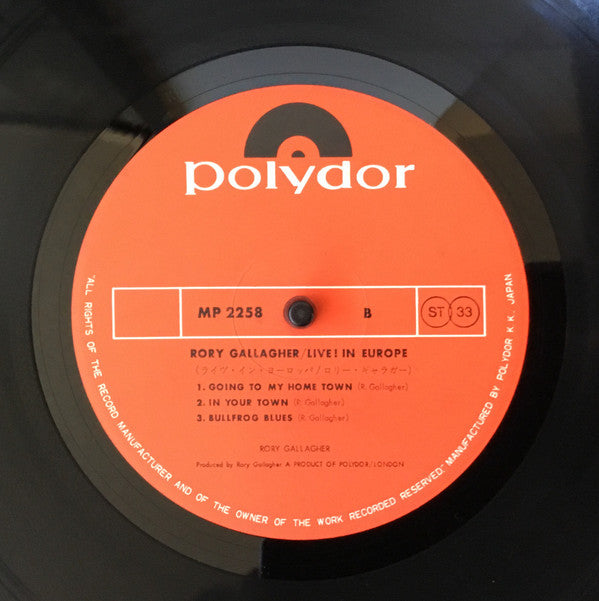 polydor
MP 2258 B ST 33
RORY GALLAGHER/LIVE! IN EUROPE
(ライヴ・イン・ヨーロッパ/ロリー・ギャラガー)
1. GOING TO MY HOME TOWN (R. Gallagher)
2. IN YOUR TOWN (R. Gallagher)
3. BULLFROG BLUES (R. Gallagher)
RORY GALLAGHER
Produced by Rory Gallagher A PRODUCT OF POLYDOR/LONDON
"ALL RIGHTS OF THE RECORD MANUFACTURER AND OF THE OWNER OF THE WORK RECORDED RESERVED." MANUFACTURED BY POLYDOR K.K. JAPAN